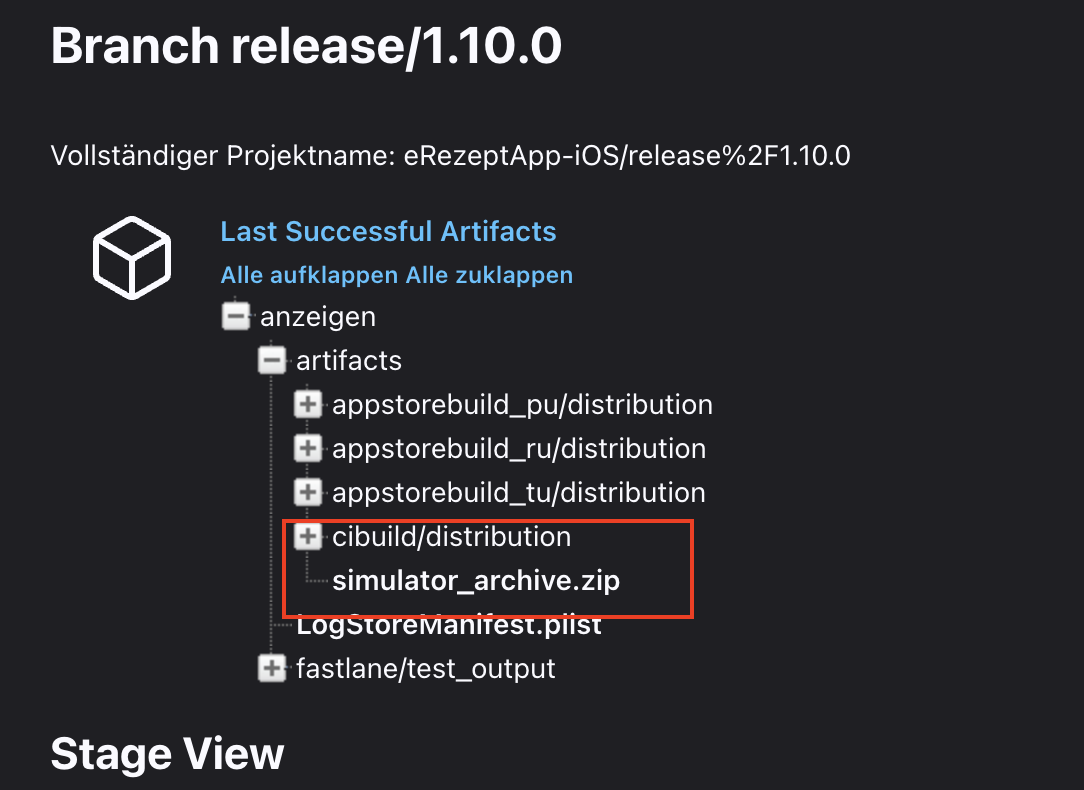 Branch release/1.10.0
Vollständiger Projektname: eRezeptApp-iOS/release%2F1.10.0
Last Successful Artifacts
Alle aufklappen Alle zuklappen
anzeigen
artifacts
appstorebuild_pu/distribution
appstorebuild_ru/distribution
appstorebuild_tu/distribution
cibuild/distribution
simulator_archive.zip
LogStoreManifest.plist
fastlane/test_output
Stage View